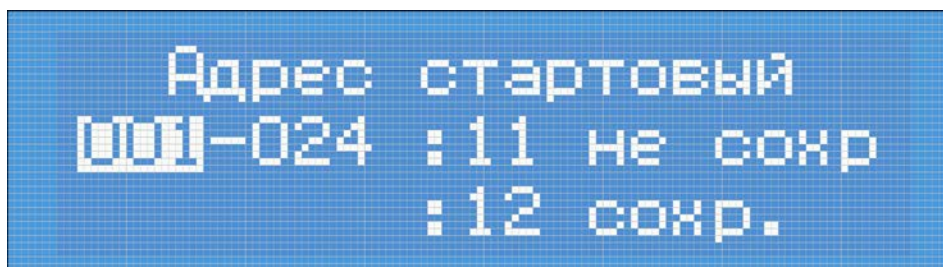 Адрес стартовый
001-024 :11 не сохр
:12 сохр.